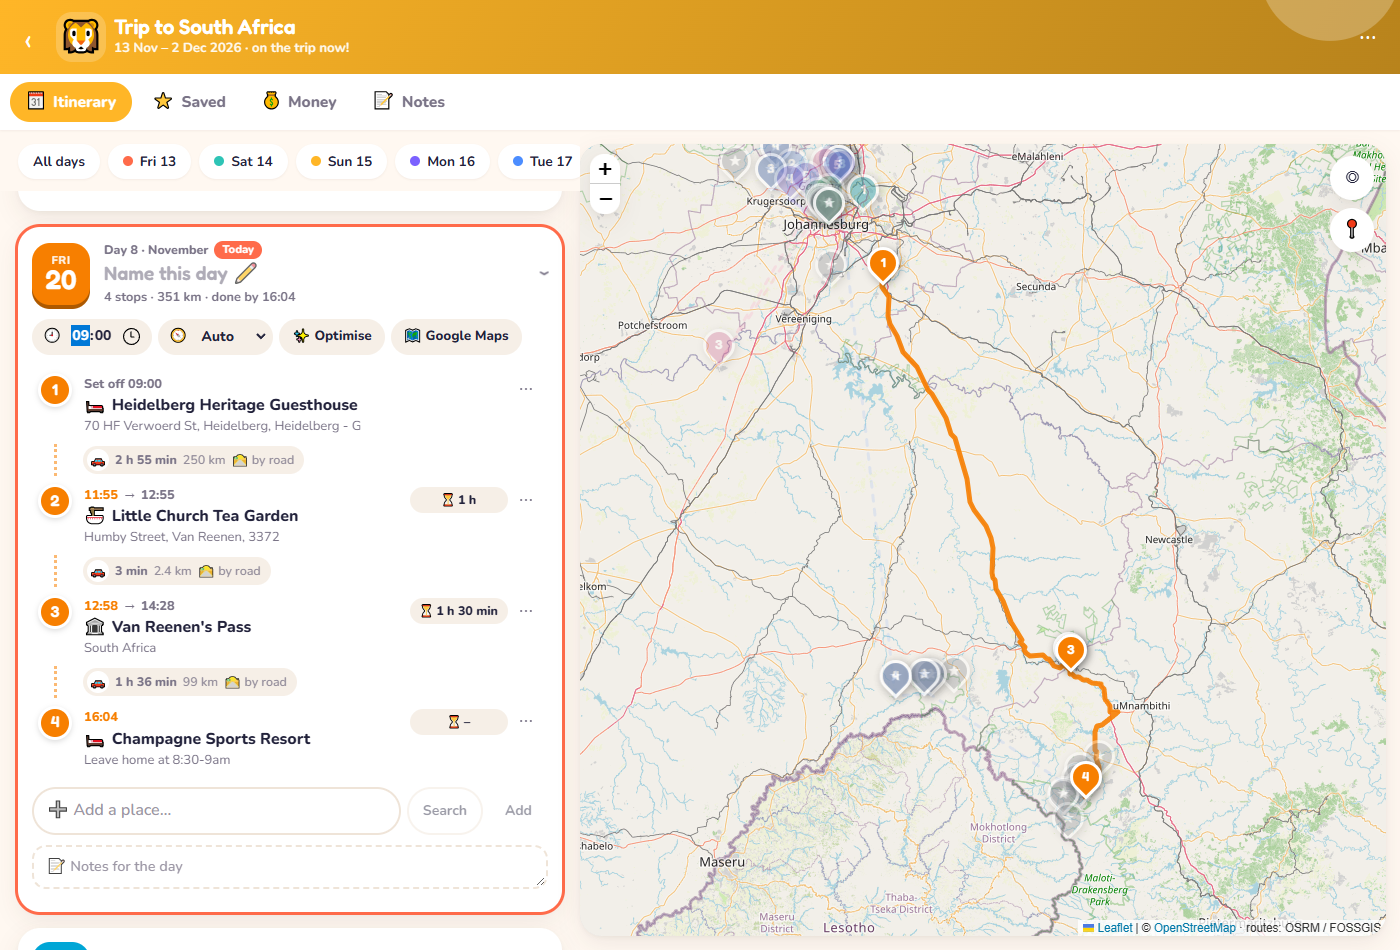 Trip to South Africa
13 Nov – 2 Dec 2026 · on the trip now!
Itinerary
Saved
Money
Notes
All days
Fri 13
Sat 14
Sun 15
Mon 16
Tue 17
Day 8 · November
Today
FRI
20
Name this day
4 stops · 351 km · done by 16:04
09:00
Auto
Optimise
Google Maps
1
Set off 09:00
Heidelberg Heritage Guesthouse
70 HF Verwoerd St, Heidelberg, Heidelberg - G
2 h 55 min 250 km by road
2
11:55 → 12:55
1 h
Little Church Tea Garden
Humby Street, Van Reenen, 3372
3 min 2.4 km by road
3
12:58 → 14:28
1 h 30 min
Van Reenen's Pass
South Africa
1 h 36 min 99 km by road
4
16:04
–
Champagne Sports Resort
Leave home at 8:30-9am
Add a place...
Search
Add
Notes for the day
+
−
eMalahleni
Krugersdorp
Johannesburg
1
Mba
Secunda
Potchefstroom
Vereeniging
3
dorp
Newcastle
elkom
3
uMnambithi
4
Mokhotlong
District
habelo
Maseru
Maloti-
Drakensberg
Park
Thaba-
Tseka District
Maseru
District
Lesotho
Leaflet | © OpenStreetMap · routes: OSRM / FOSSGIS